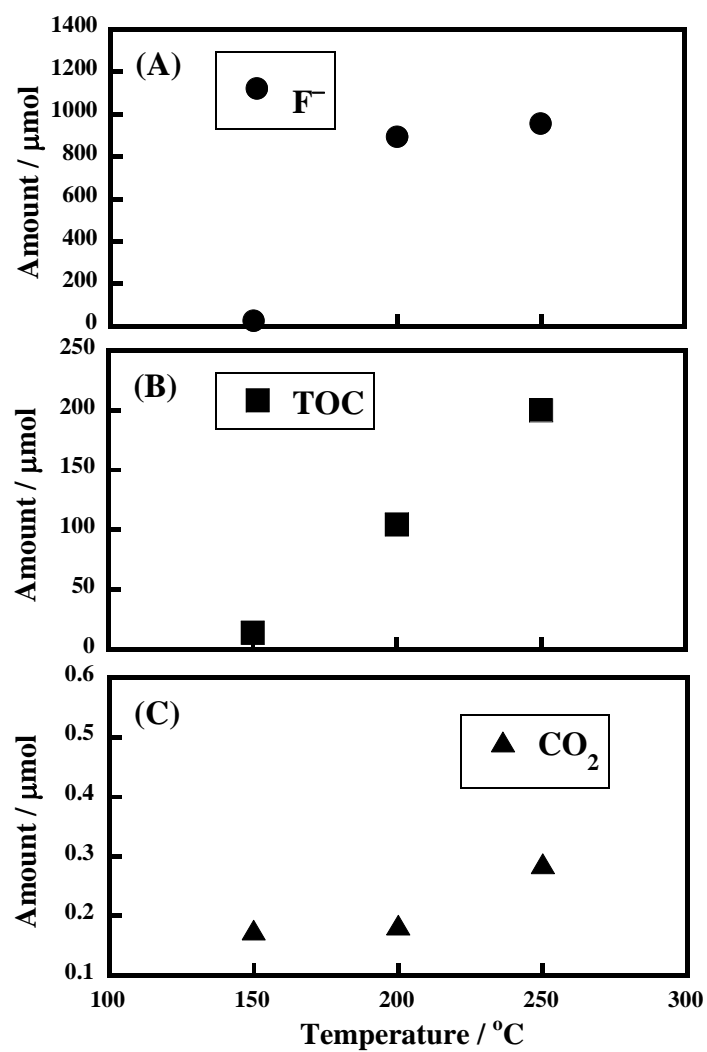 1400
1200
1000
800
600
400
200
0
Amount / μmol
(A)
F⁻
250
200
150
100
50
0
Amount / μmol
(B)
TOC
0.6
0.5
0.4
0.3
0.2
0.1
Amount / μmol
(C)
CO₂
100 150 200 250 300
Temperature / °C